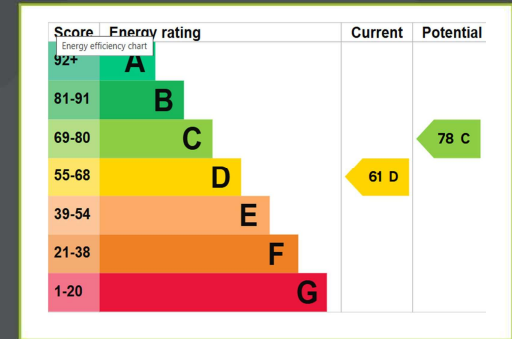 Score Energy rating Current Potential
Energy efficiency chart
92+ A
81-91 B
69-80 C 78 C
55-68 D 61 D
39-54 E
21-38 F
1-20 G